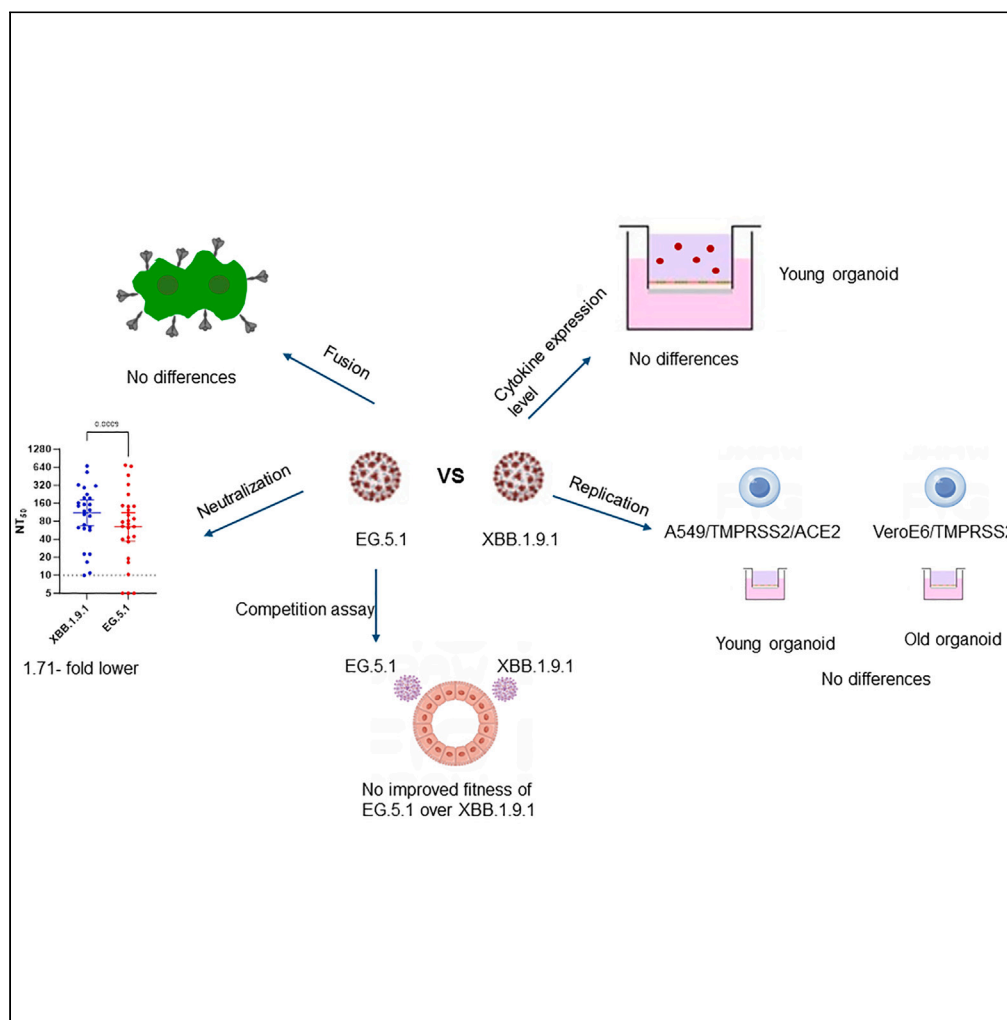 Young organoid
No differences
Cytokine expression
level
Fusion
No differences
0.0009
1280
640
320
160
80
40
20
10
5
NT50
XBB.1.9.1
EG.5.1
1.71- fold lower
Neutralization
VS
EG.5.1
XBB.1.9.1
Replication
A549/TMPRSS2/ACE2
VeroE6/TMPRSS2
Young organoid
Old organoid
No differences
Competition assay
EG.5.1
XBB.1.9.1
No improved fitness of
EG.5.1 over XBB.1.9.1